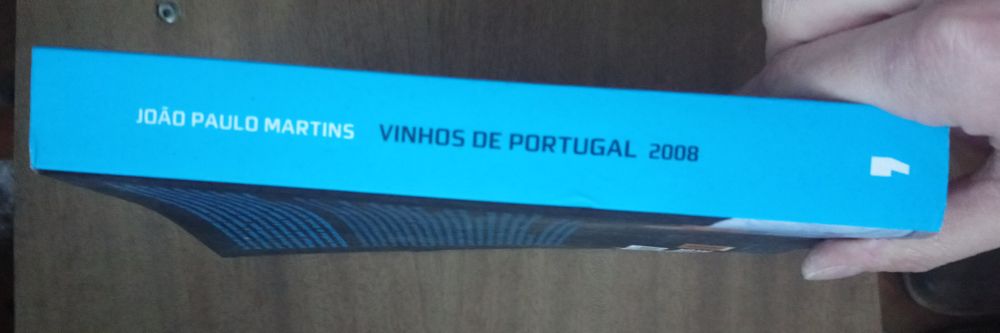 JOÃO PAULO MARTINS VINHOS DE PORTUGAL 2008